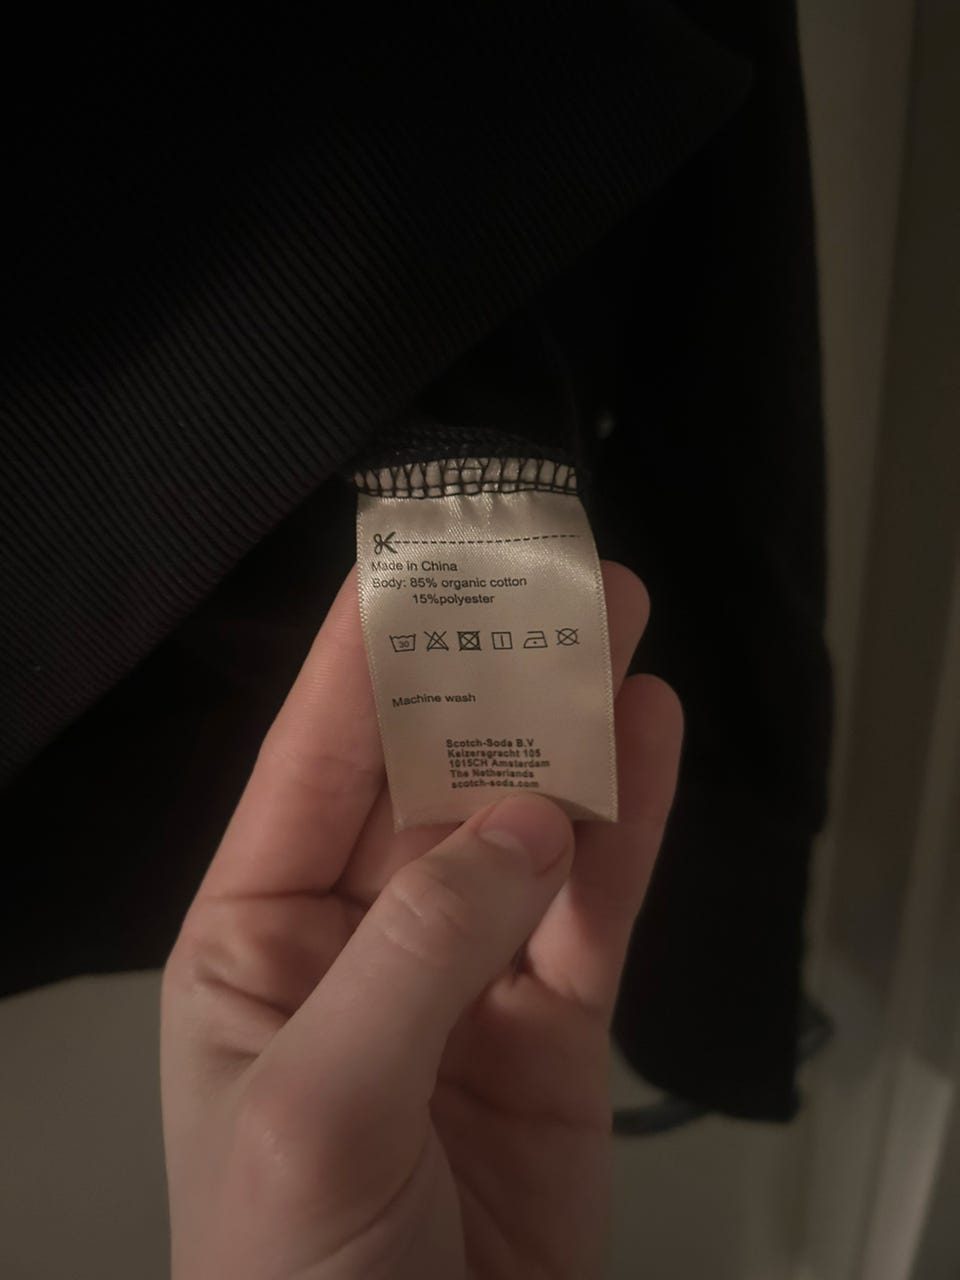 Made in China
Body: 85% organic cotton
15%polyester
30
Machine wash
Scotch-Soda B.V
Keizersgracht 105
1015CH Amsterdam
The Netherlands
scotch-soda.com